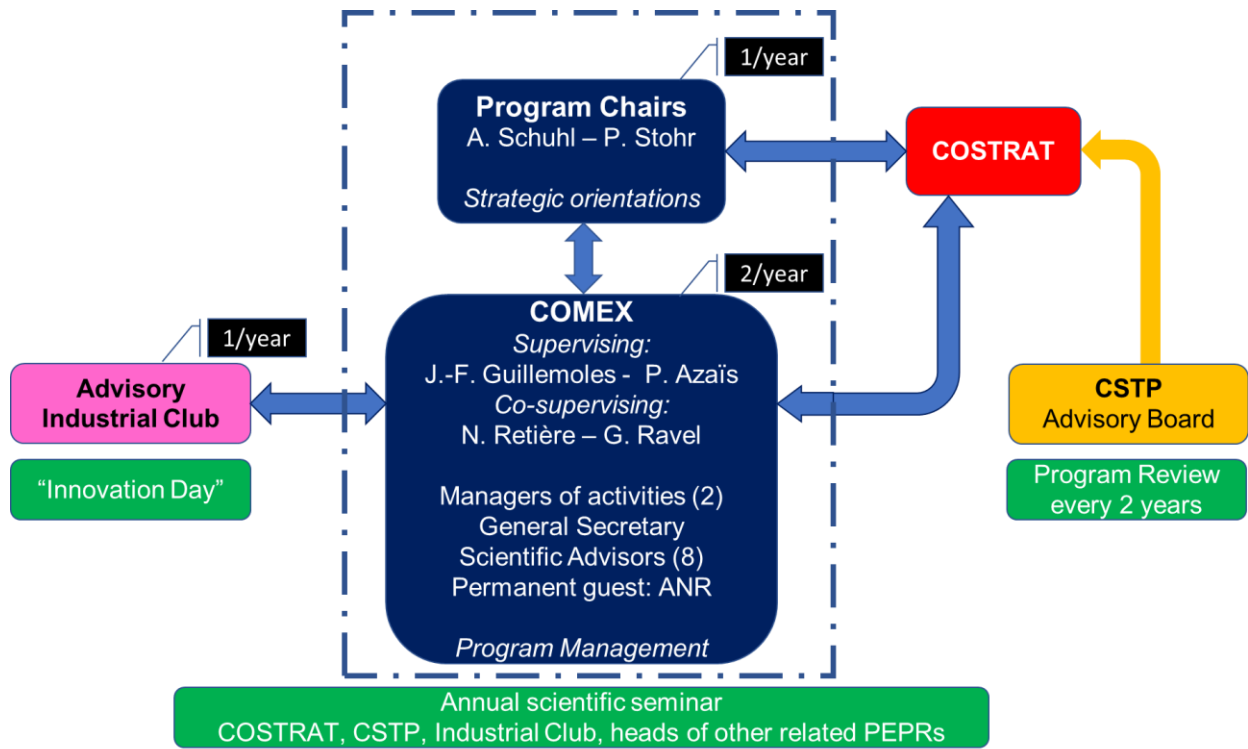 1/year
Program Chairs
A. Schuhl – P. Stohr
Strategic orientations
COSTRAT
2/year
COMEX
Supervising:
J.-F. Guillemoles - P. Azaïs
Co-supervising:
N. Retière – G. Ravel
Managers of activities (2)
General Secretary
Scientific Advisors (8)
Permanent guest: ANR
Program Management
1/year
Advisory
Industrial Club
“Innovation Day”
CSTP
Advisory Board
Program Review
every 2 years
Annual scientific seminar
COSTRAT, CSTP, Industrial Club, heads of other related PEPRs